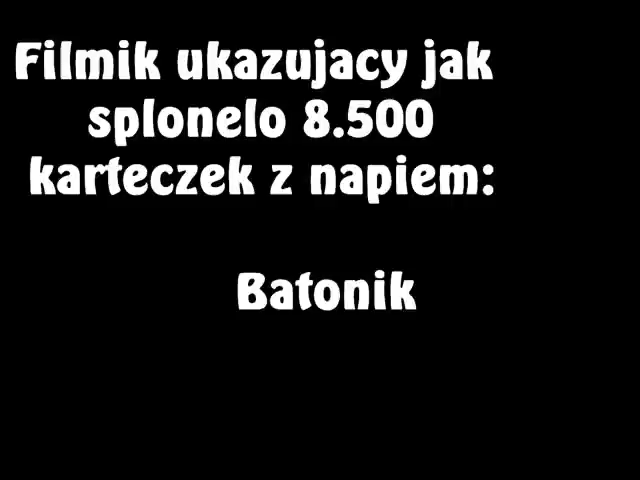 Filmik ukazujacy jak
splonelo 8.500
karteczek z napiem:
Batonik